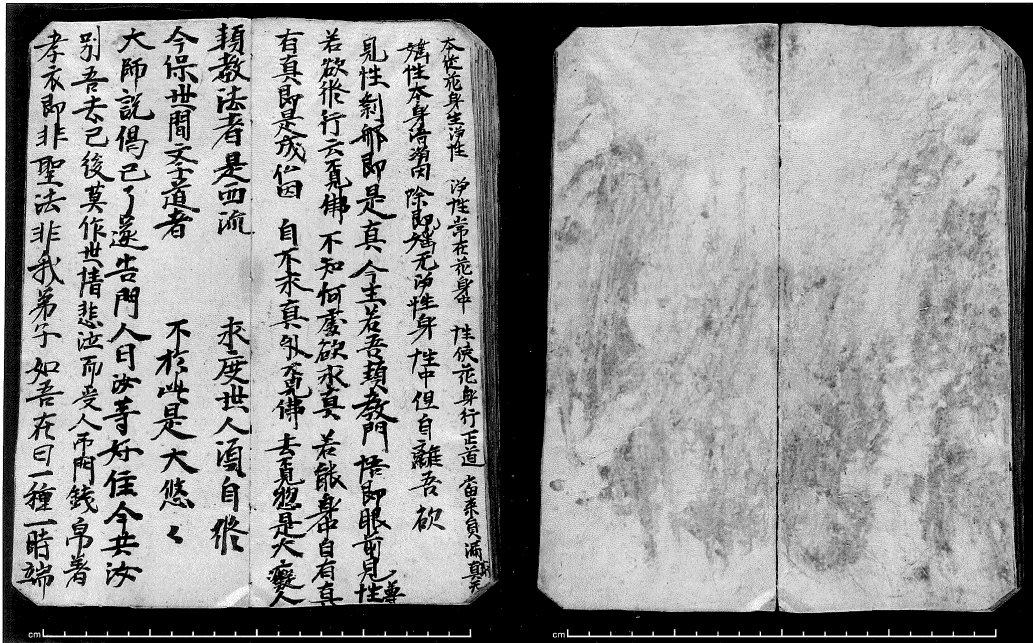 本從花身生淨性 淨性常在花身中 性使花身行正道 當來員滿真無窮
婬性本身清淨因 除即婬无淨性身 性中但自離吾欲
見性剎那即是真 今生若吾頓教門 悟即眼前見性尊
若欲修行云覓佛 不知何處欲求真 若能身中自有真
有真即是成佛因 自不求真外覓佛 去覓惣是大癡人
頓教法者是西流 求度世人須自修
今保世間學道者 不於此是大悠〻
大師說偈已了遂告門人曰汝等好住今共汝
別吾去已後莫作世情悲泣而受人弔問錢帛著
孝衣即非聖法非我弟子如吾在日一種一時端
cm
cm